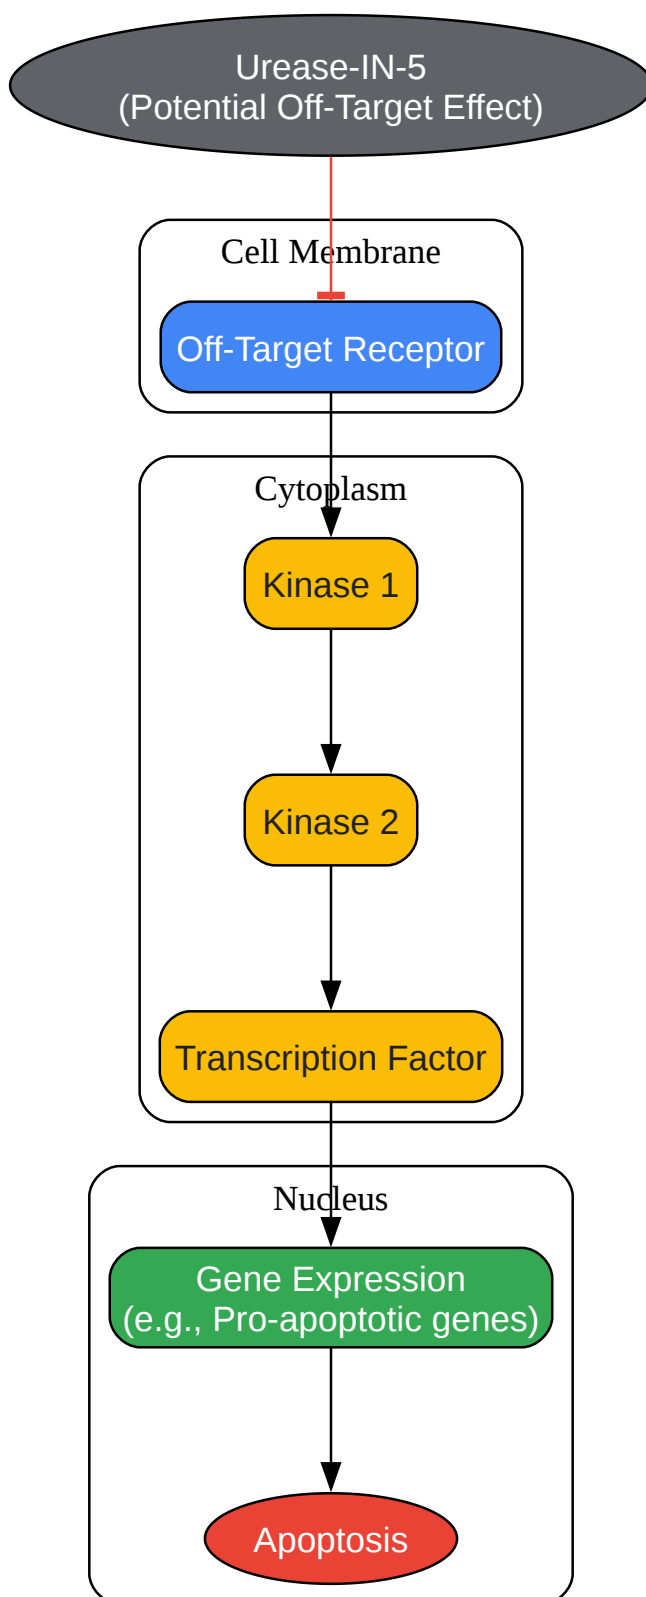 Urease-IN-5
(Potential Off-Target Effect)
Cell Membrane
Off-Target Receptor
Cytoplasm
Kinase 1
Kinase 2
Transcription Factor
Nucleus
Gene Expression
(e.g., Pro-apoptotic genes)
Apoptosis